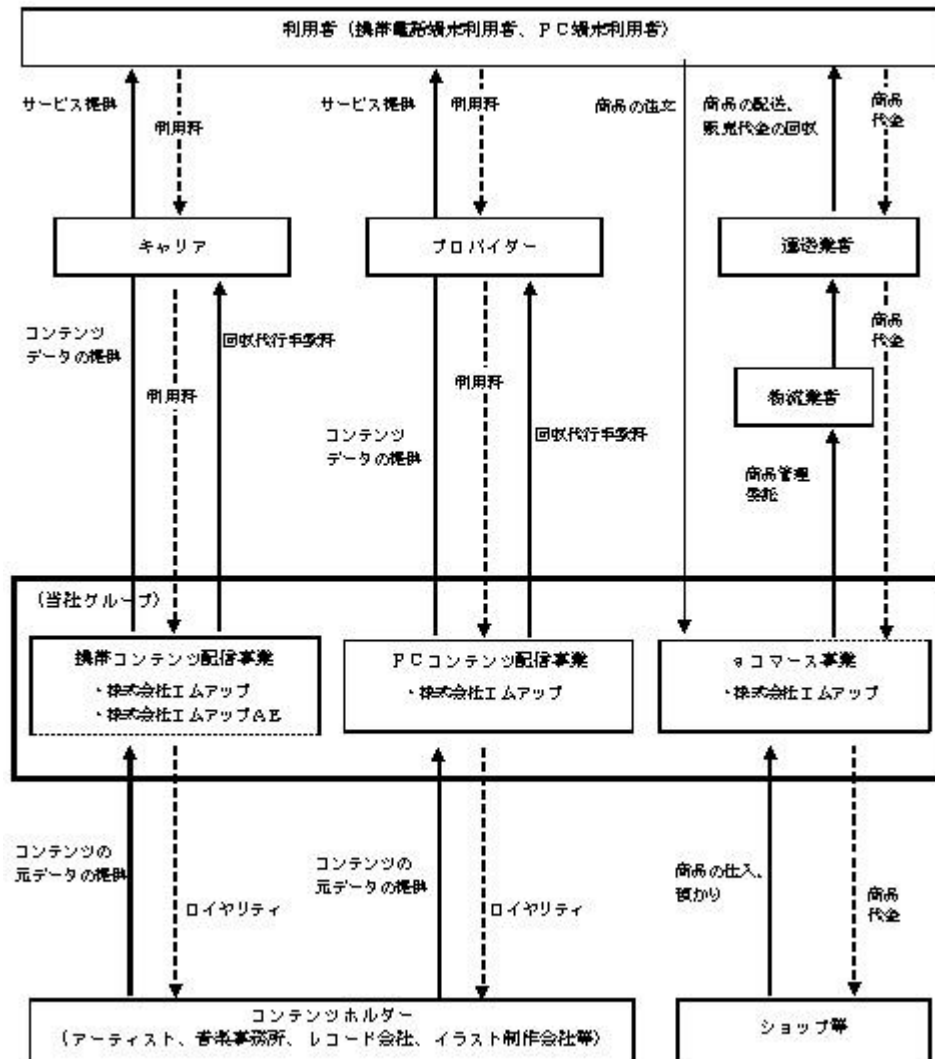 利用者（携帯電話端末利用者、ＰＣ端末利用者）
サービス提供
利用料
サービス提供
利用料
商品の注文
商品の配送、
販売代金の回収
商品
代金
キャリア
プロバイダー
運送業者
コンテンツ
データの提供
利用料
回収代行手数料
コンテンツ
データの提供
利用料
回収代行手数料
商品
代金
物流業者
商品管理
委託
（当社グループ）
携帯コンテンツ配信事業
・株式会社エムアップ
・株式会社エムアップＡＥ
ＰＣコンテンツ配信事業
・株式会社エムアップ
ｅコマース事業
・株式会社エムアップ
コンテンツの
元データの提供
ロイヤリティ
コンテンツの
元データの提供
ロイヤリティ
商品の仕入、
預かり
商品
代金
コンテンツホルダー
（アーティスト、音楽事務所、レコード会社、イラスト制作会社等）
ショップ等